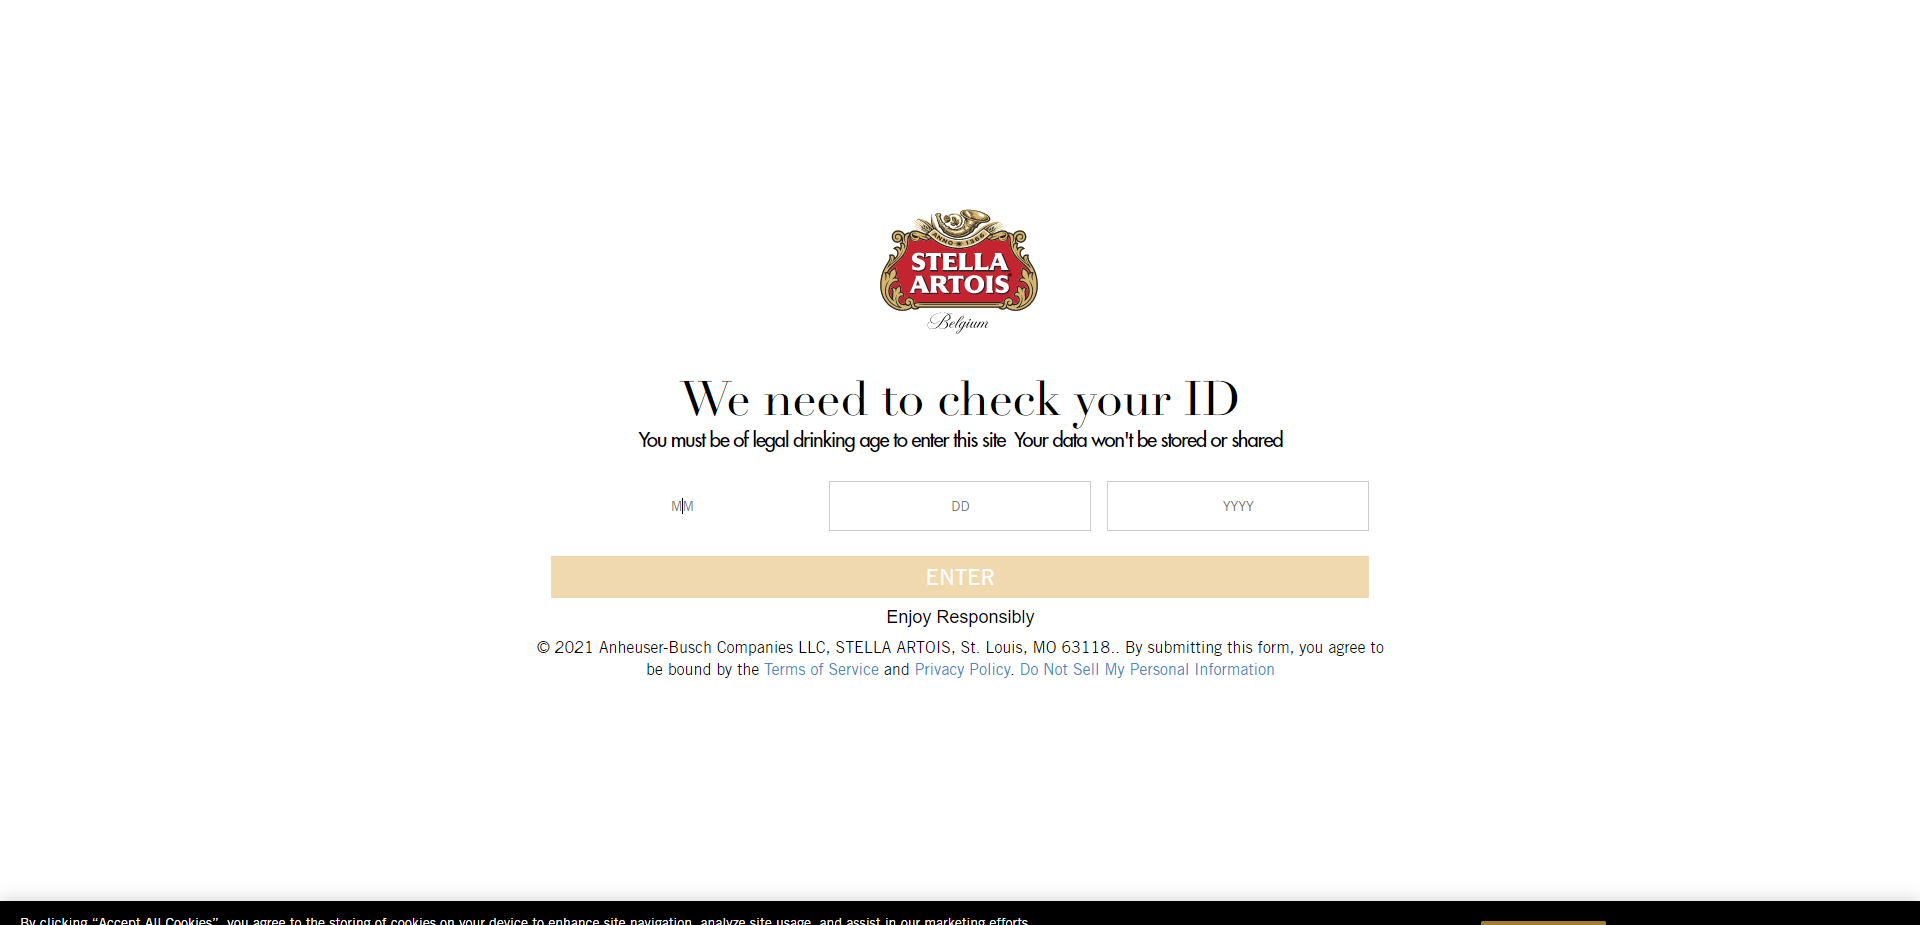 ANNO 1366
STELLA
ARTOIS
Belgium
We need to check your ID
You must be of legal drinking age to enter this site  Your data won't be stored or shared
MM
DD
YYYY
ENTER
Enjoy Responsibly
© 2021 Anheuser-Busch Companies LLC, STELLA ARTOIS, St. Louis, MO 63118.. By submitting this form, you agree to
be bound by the Terms of Service and Privacy Policy. Do Not Sell My Personal Information
By clicking “Accept All Cookies”, you agree to the storing of cookies on your device to enhance site navigation, analyze site usage, and assist in our marketing efforts.